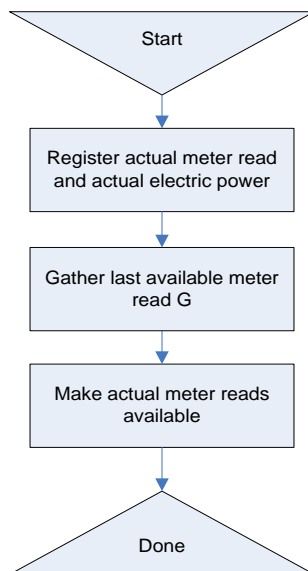 Start
Register actual meter read
and actual electric power
Gather last available meter
read G
Make actual meter reads
available
Done